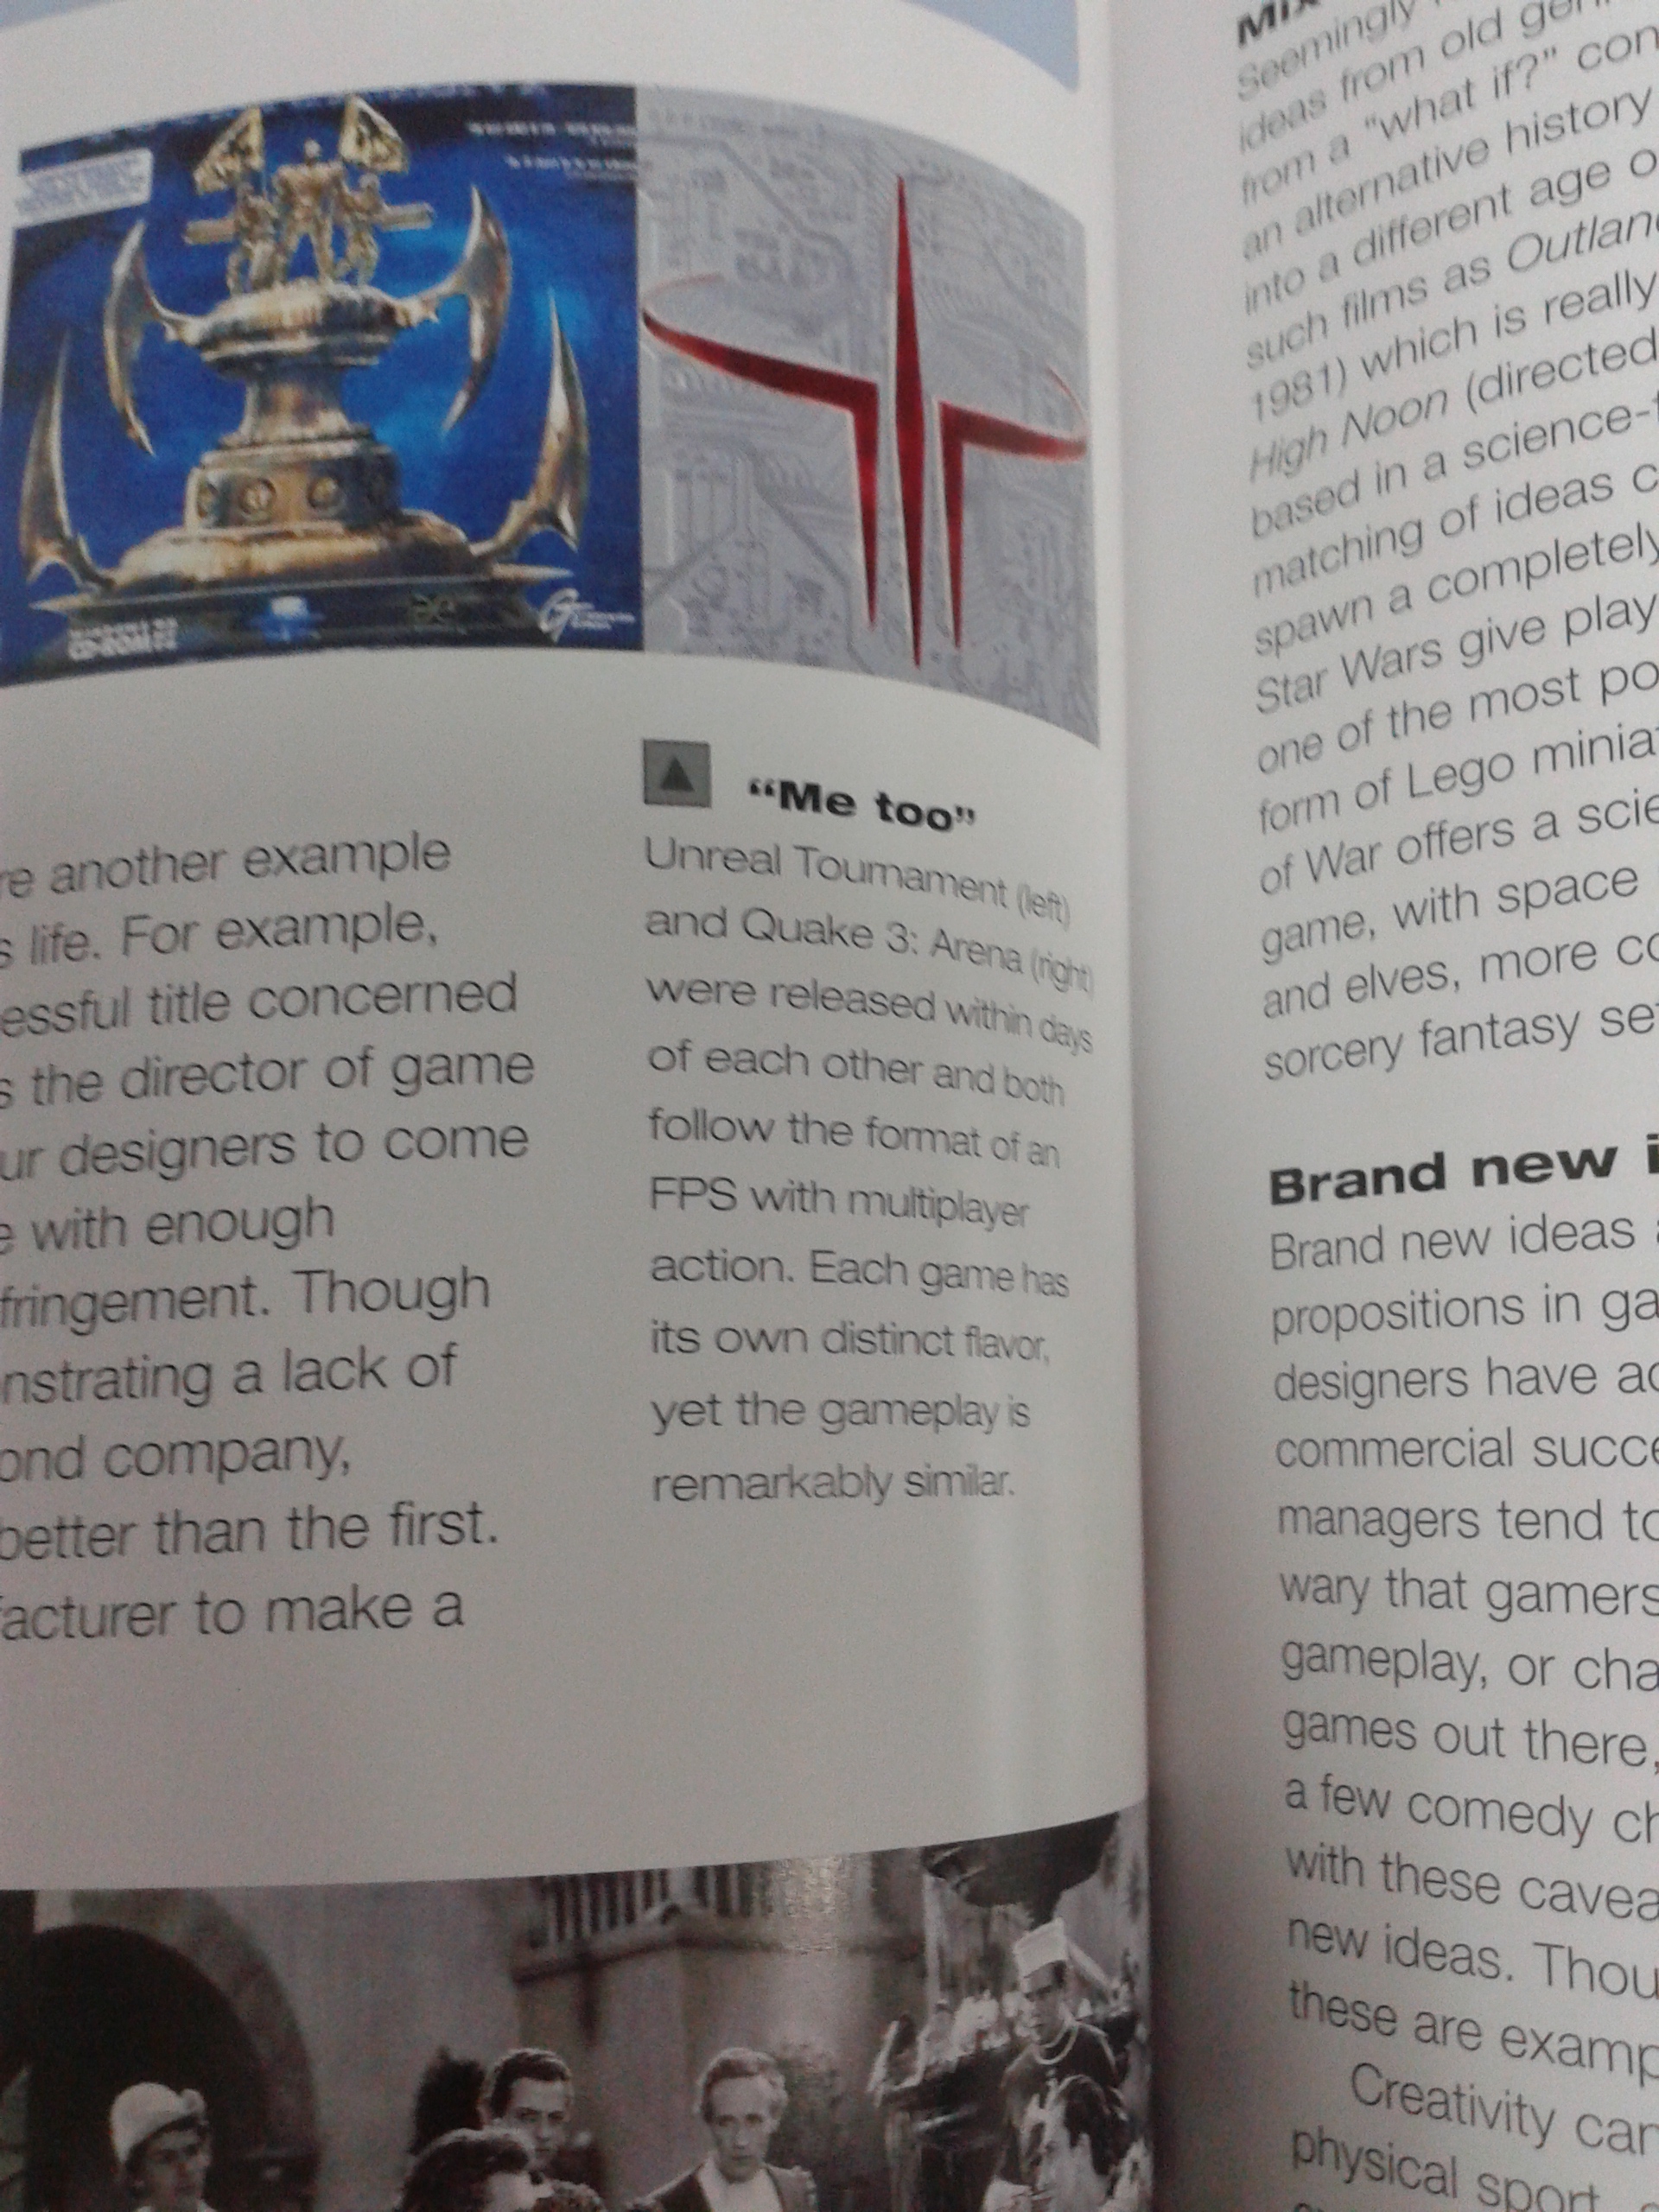 re another example
s life. For example,
essful title concerned
s the director of game
ur designers to come
e with enough
fringement. Though
nstrating a lack of
ond company,
better than the first.
facturer to make a
“Me too”
Unreal Tournament (left)
and Quake 3: Arena (right)
were released within days
of each other and both
follow the format of an
FPS with multiplayer
action. Each game has
its own distinct flavor,
yet the gameplay is
remarkably similar.
Mix
Seemingly
ideas from old
from a "what if?" con
an alternative history
into a different age o
such films as Outlan
1981) which is really
High Noon (directed
based in a science-f
matching of ideas c
spawn a completely
Star Wars give play
one of the most po
form of Lego minia
of War offers a scie
game, with space
and elves, more co
sorcery fantasy se
Brand new i
Brand new ideas a
propositions in ga
designers have ac
commercial succe
managers tend to
wary that gamers
gameplay, or cha
games out there,
a few comedy ch
with these cavea
new ideas. Thou
these are examp
Creativity car
physical sport,